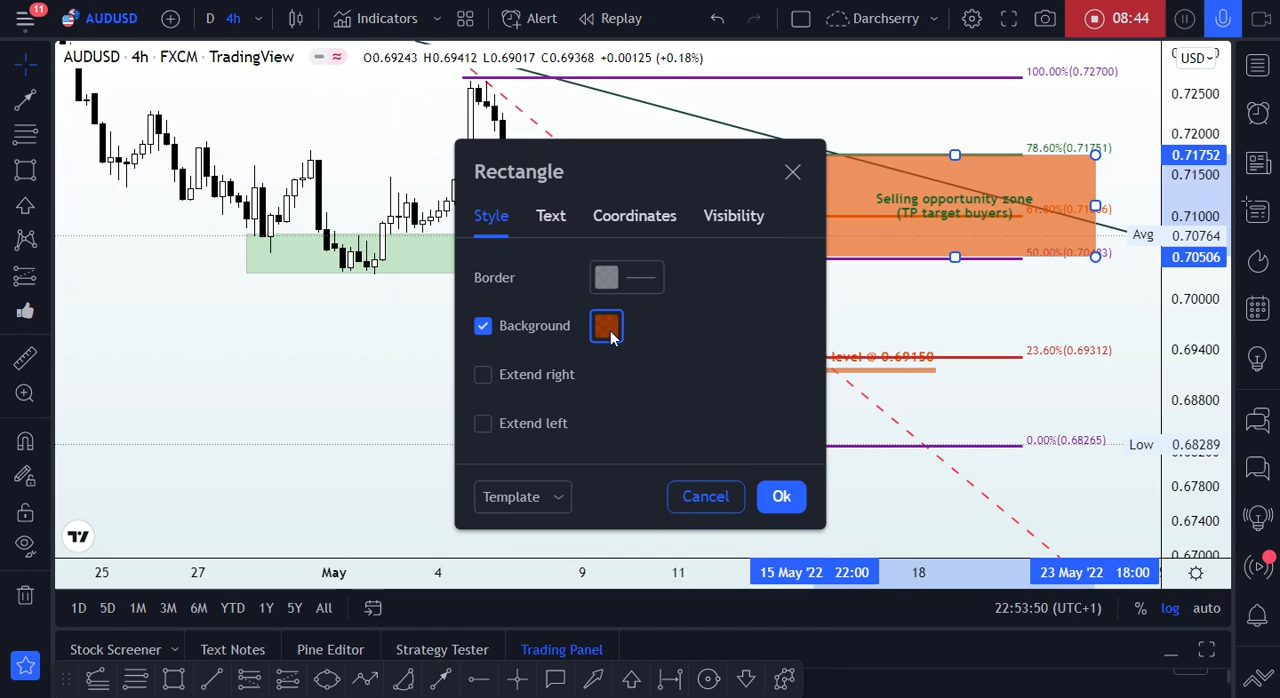 11
AUDUSD
D
4h
Indicators
Alert
Replay
Darchserry
08:44
AUDUSD · 4h · FXCM · TradingView
O0.69243 H0.69412 L0.69017 C0.69368 +0.00125 (+0.18%)
USD
100.00%(0.72700)
0.72500
0.72000
78.60%(0.71751)
0.71752
0.71500
Selling opportunity zone
(TP target buyers)
0.71000
Avg 0.70764
0.70506
0.70000
level @ 0.69150
23.60%(0.69312)
0.69400
0.68800
0.00%(0.68265)
Low 0.68289
0.67800
0.67400
0.67000
Rectangle
Style
Text
Coordinates
Visibility
Border
Background
Extend right
Extend left
Template
Cancel
Ok
25
27
May
4
9
11
15 May '22 22:00
18
23 May '22 18:00
1D
5D
1M
3M
6M
YTD
1Y
5Y
All
22:53:50 (UTC+1)
%
log
auto
Stock Screener
Text Notes
Pine Editor
Strategy Tester
Trading Panel